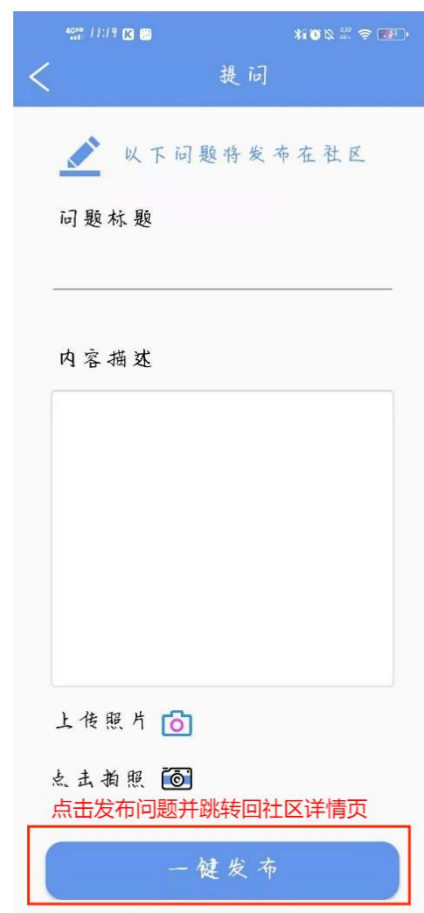 11:19
提问
以下问题将发布在社区
问题标题
内容描述
上传照片
点击拍照
点击发布问题并跳转回社区详情页
一键发布